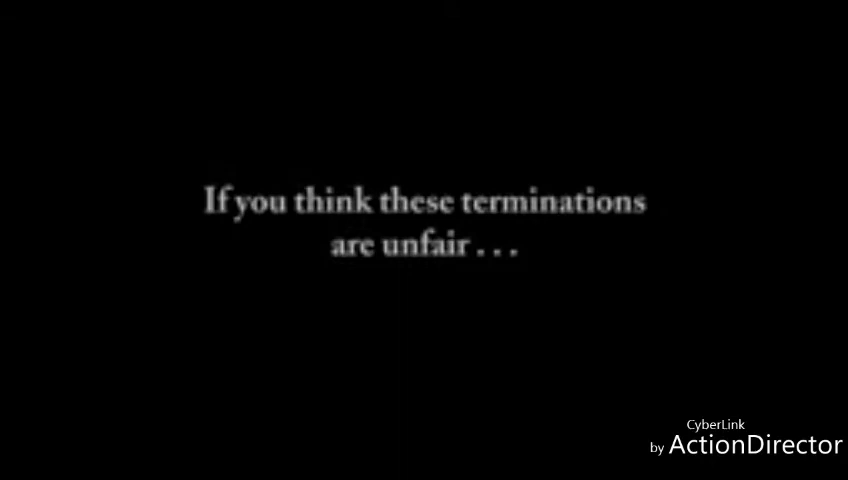 If you think these terminations
are unfair . . .
CyberLink
by ActionDirector